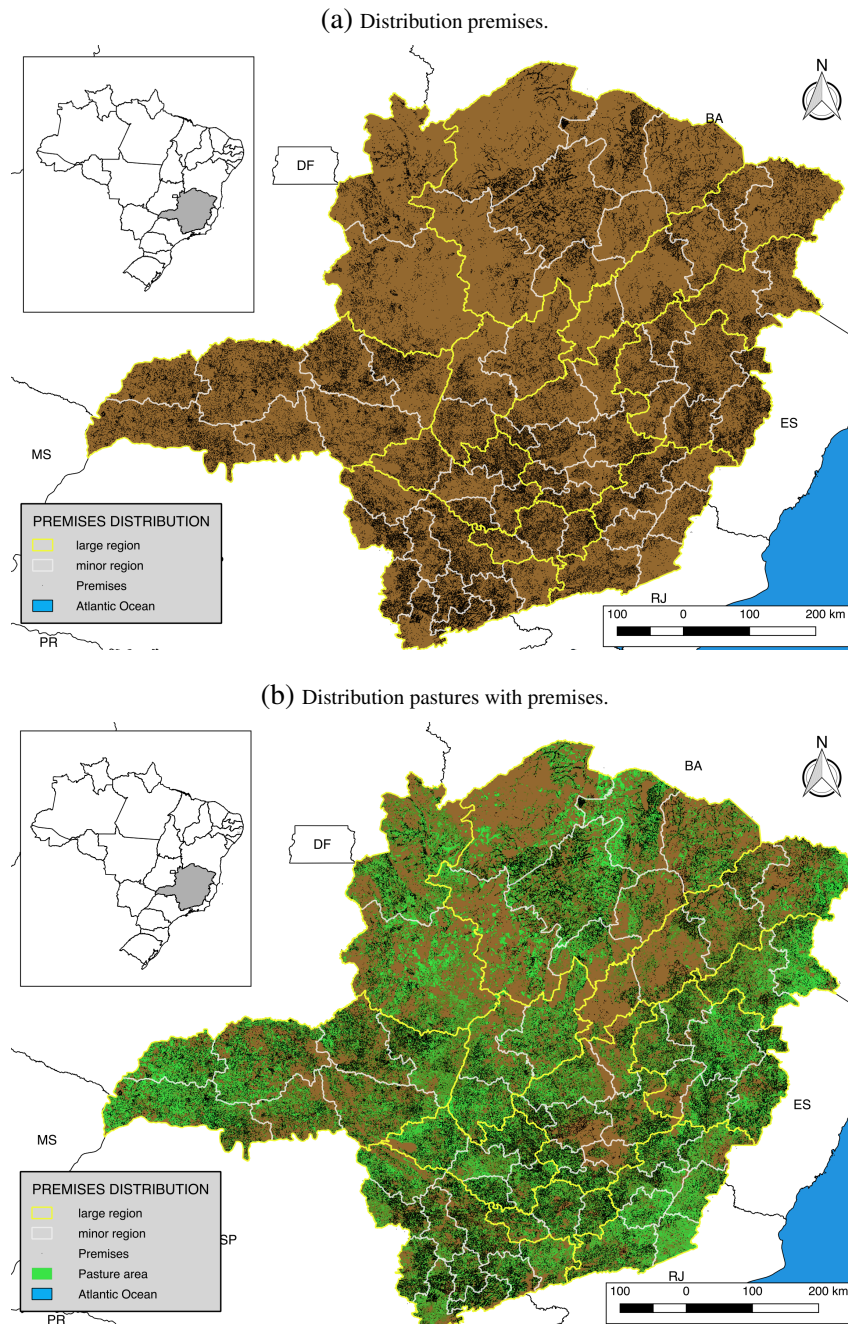 (a) Distribution premises.
N
BA
DF
ES
MS
PREMISES DISTRIBUTION
large region
minor region
Premises
Atlantic Ocean
RJ
100 0 100 200 km
PR
(b) Distribution pastures with premises.
N
BA
DF
ES
MS
PREMISES DISTRIBUTION
large region
SP
minor region
Premises
Pasture area
Atlantic Ocean
RJ
100 0 100 200 km
PR